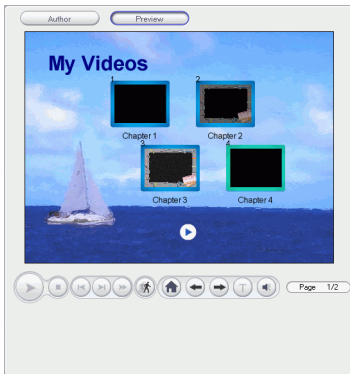 Author Preview
My Videos
1 2
Chapter 1 Chapter 2
3 4
Chapter 3 Chapter 4
T
Page 1/2